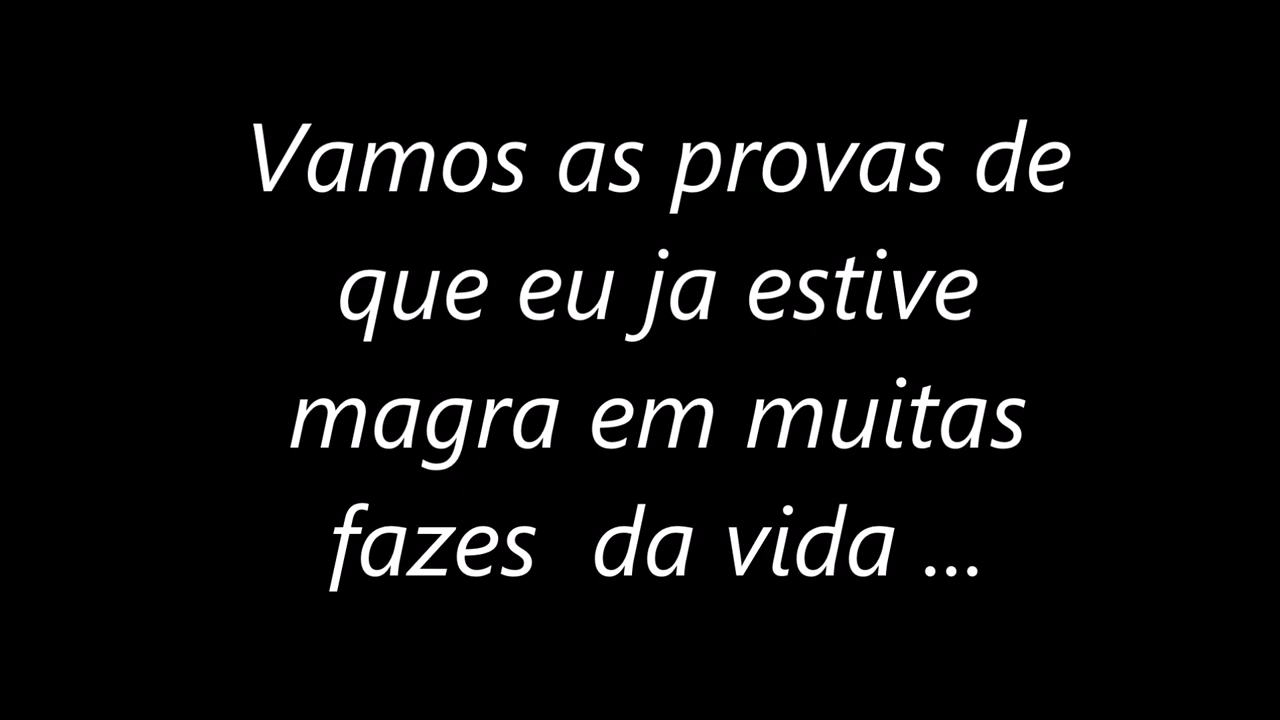 Vamos as provas de
que eu ja estive
magra em muitas
fazes  da vida ...